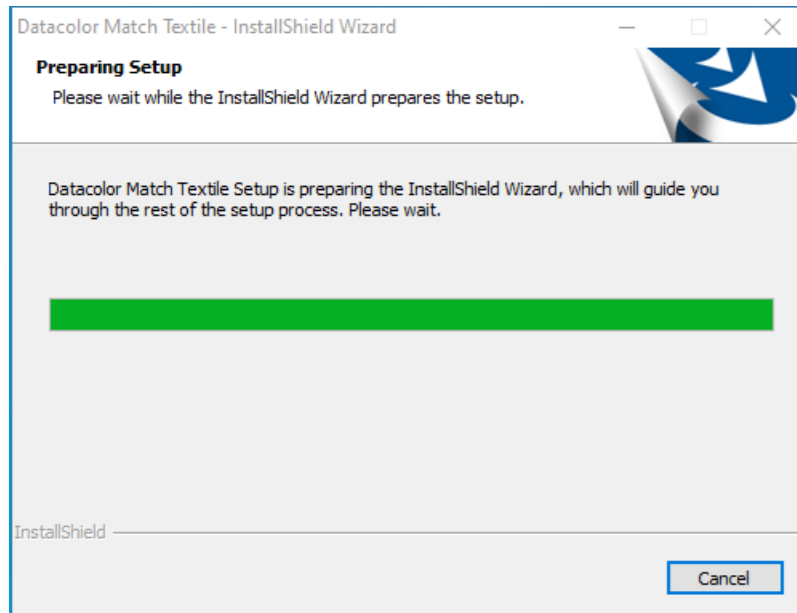 Datacolor Match Textile - InstallShield Wizard
Preparing Setup
Please wait while the InstallShield Wizard prepares the setup.
Datacolor Match Textile Setup is preparing the InstallShield Wizard, which will guide you
through the rest of the setup process. Please wait.
InstallShield
Cancel